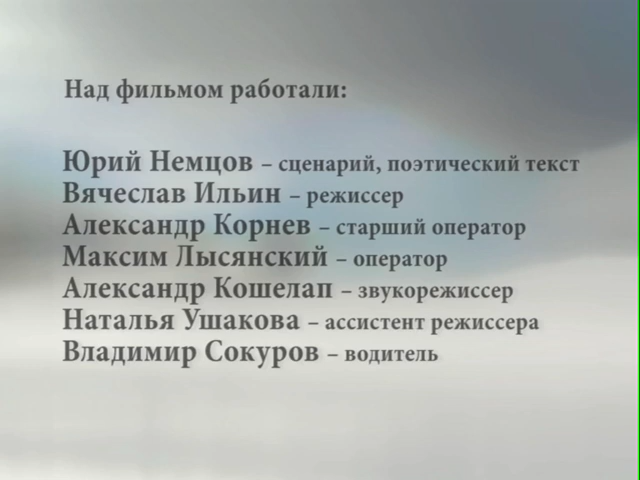 Над фильмом работали:
Юрий Немцов – сценарий, поэтический текст
Вячеслав Ильин – режиссер
Александр Корнев – старший оператор
Максим Лысянский – оператор
Александр Кошелап – звукорежиссер
Наталья Ушакова – ассистент режиссера
Владимир Сокуров – водитель